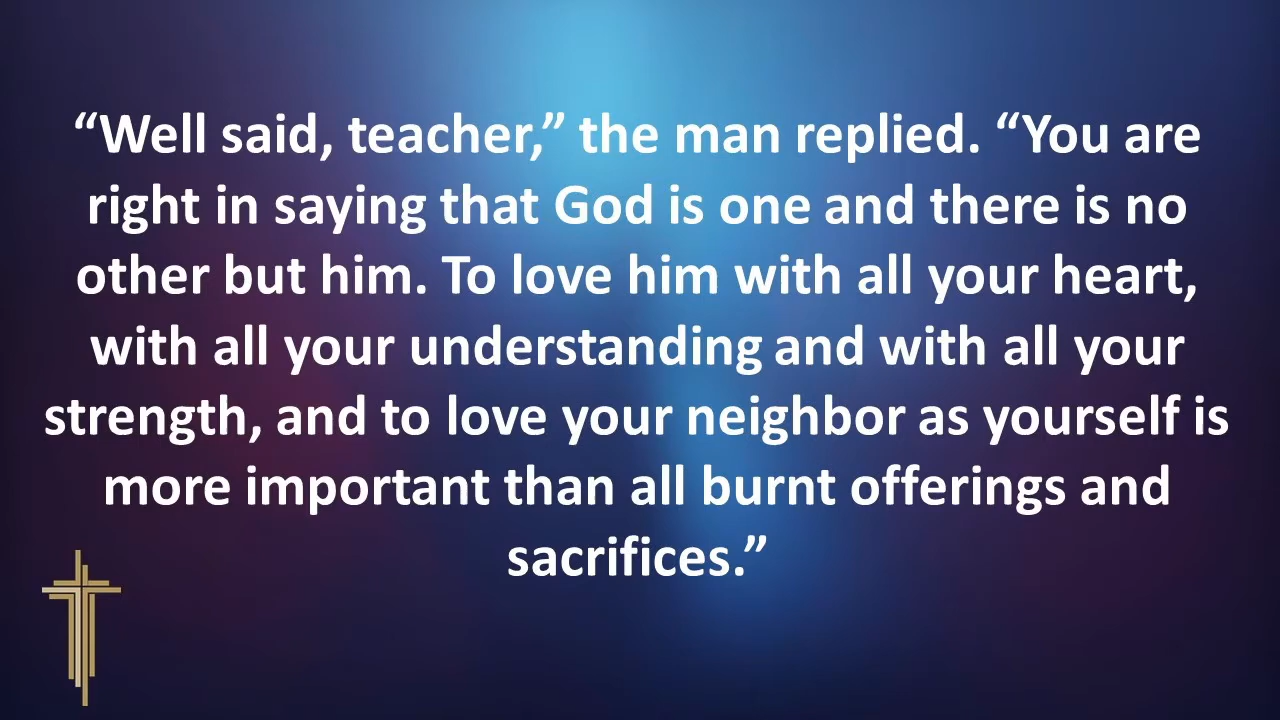 “Well said, teacher,” the man replied. “You are
right in saying that God is one and there is no
other but him. To love him with all your heart,
with all your understanding and with all your
strength, and to love your neighbor as yourself is
more important than all burnt offerings and
sacrifices.”